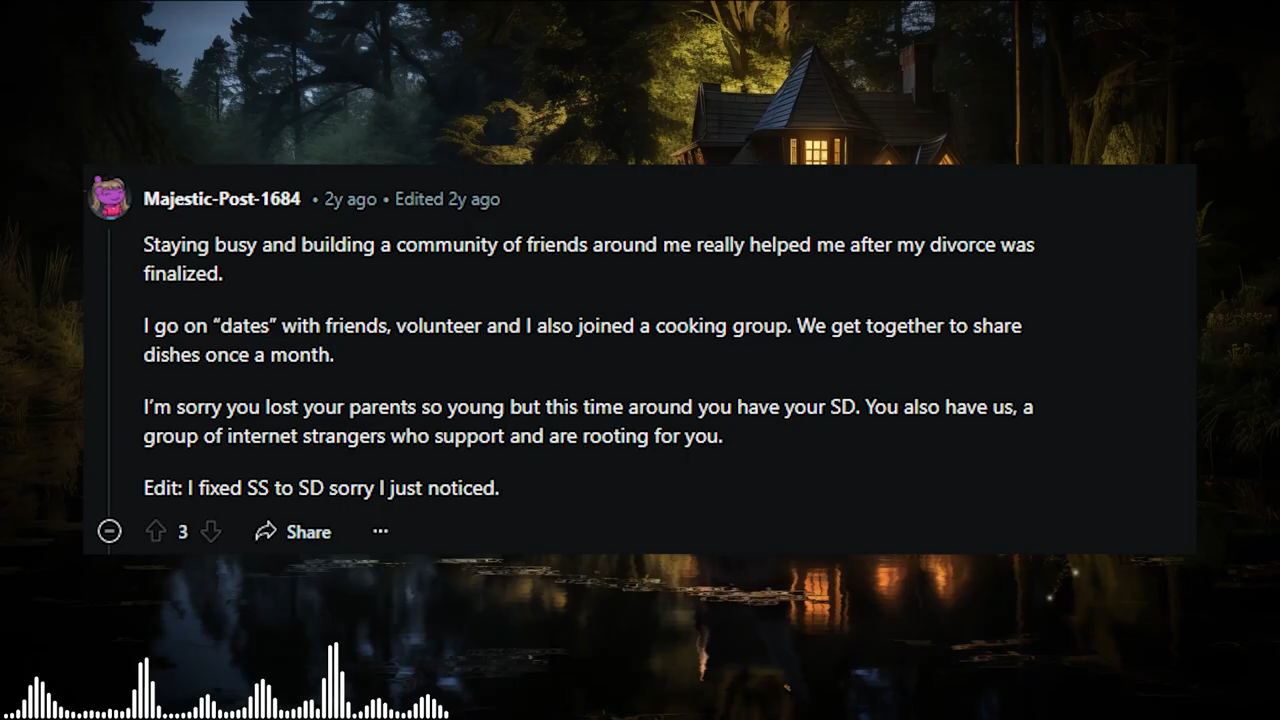 Majestic-Post-1684 • 2y ago • Edited 2y ago
Staying busy and building a community of friends around me really helped me after my divorce was
finalized.
I go on “dates” with friends, volunteer and I also joined a cooking group. We get together to share
dishes once a month.
I’m sorry you lost your parents so young but this time around you have your SD. You also have us, a
group of internet strangers who support and are rooting for you.
Edit: I fixed SS to SD sorry I just noticed.
3 Share ...